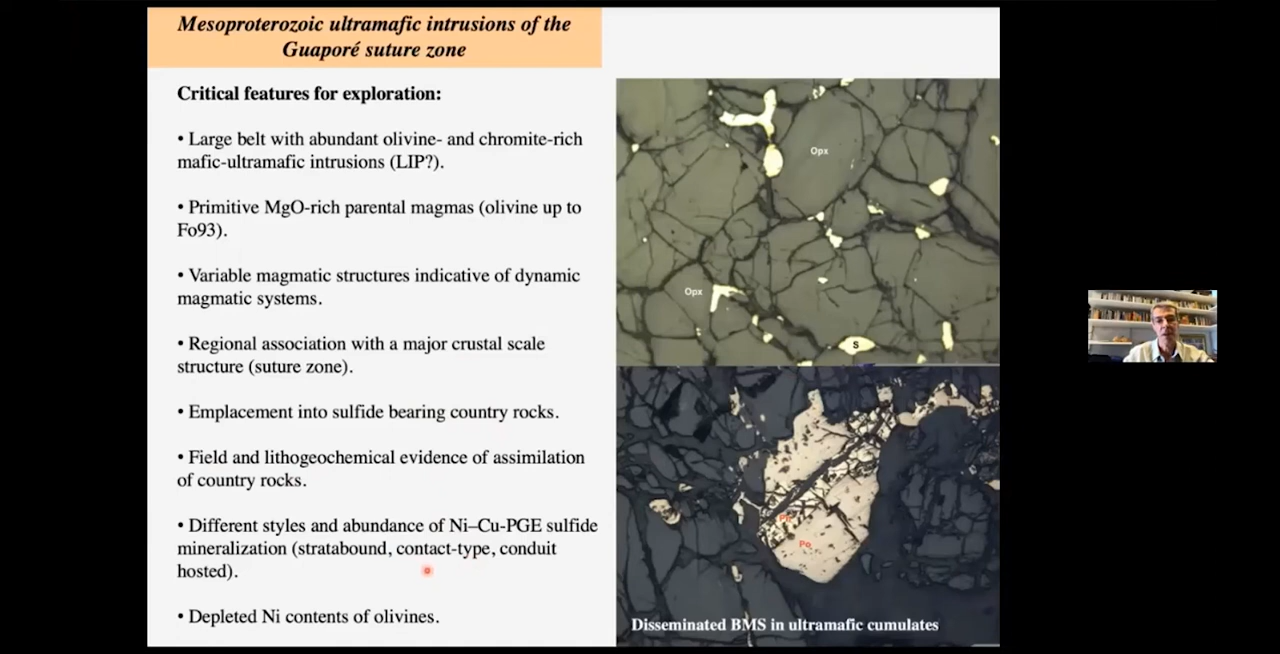 Mesoproterozoic ultramafic intrusions of the
Guaporé suture zone
Critical features for exploration:
• Large belt with abundant olivine- and chromite-rich
mafic-ultramafic intrusions (LIP?).
• Primitive MgO-rich parental magmas (olivine up to
Fo93).
• Variable magmatic structures indicative of dynamic
magmatic systems.
• Regional association with a major crustal scale
structure (suture zone).
• Emplacement into sulfide bearing country rocks.
• Field and lithogeochemical evidence of assimilation
of country rocks.
• Different styles and abundance of Ni–Cu-PGE sulfide
mineralization (stratabound, contact-type, conduit
hosted).
• Depleted Ni contents of olivines.
Opx
Opx
S
Pn
Po
Disseminated BMS in ultramafic cumulates